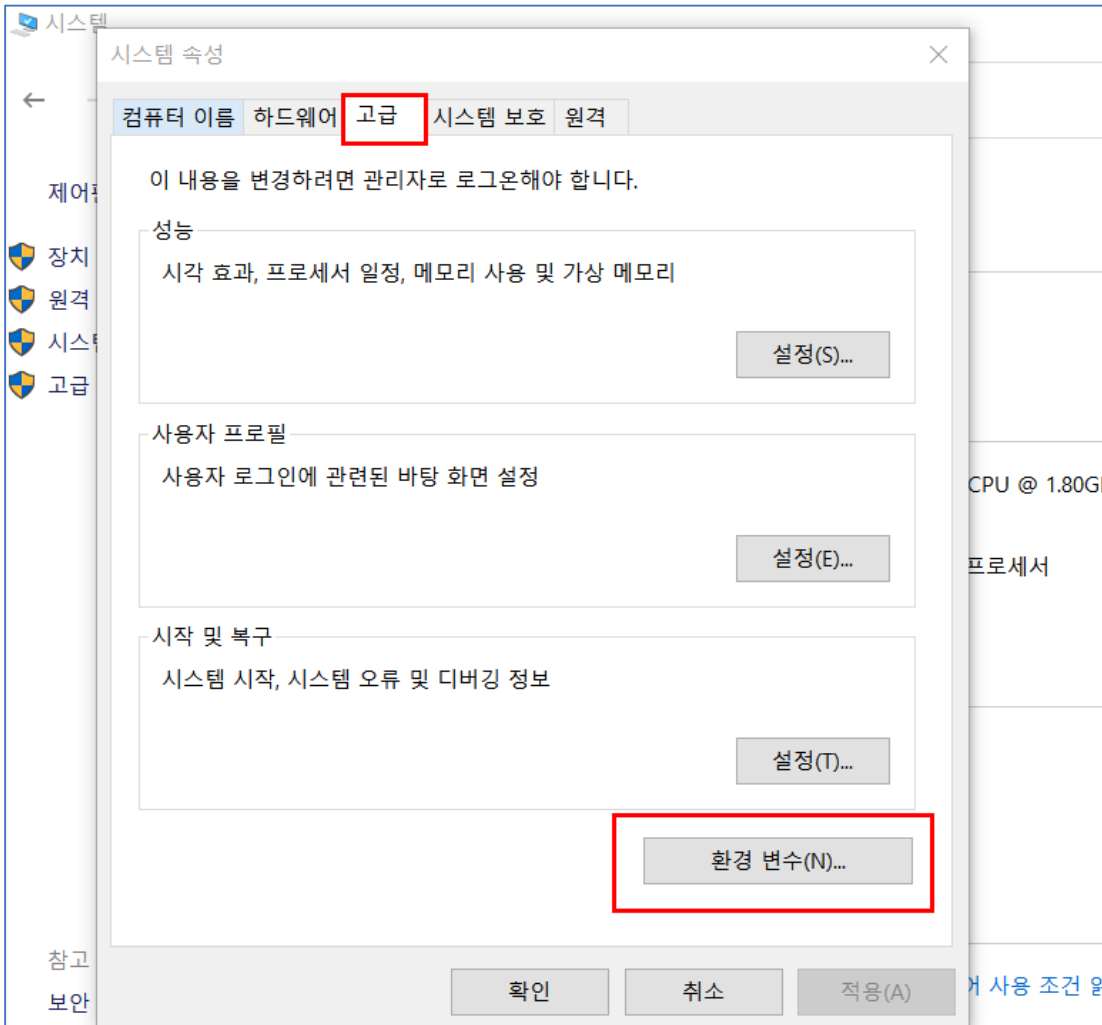 시스템
시스템 속성
컴퓨터 이름 하드웨어 고급 시스템 보호 원격
이 내용을 변경하려면 관리자로 로그온해야 합니다.
성능
시각 효과, 프로세서 일정, 메모리 사용 및 가상 메모리
설정(S)...
사용자 프로필
사용자 로그인에 관련된 바탕 화면 설정
설정(E)...
시작 및 복구
시스템 시작, 시스템 오류 및 디버깅 정보
설정(T)...
환경 변수(N)...
확인 취소 적용(A)
장치
원격
고급
참고
보안
CPU @ 1.80G
프로세서
사용 조건